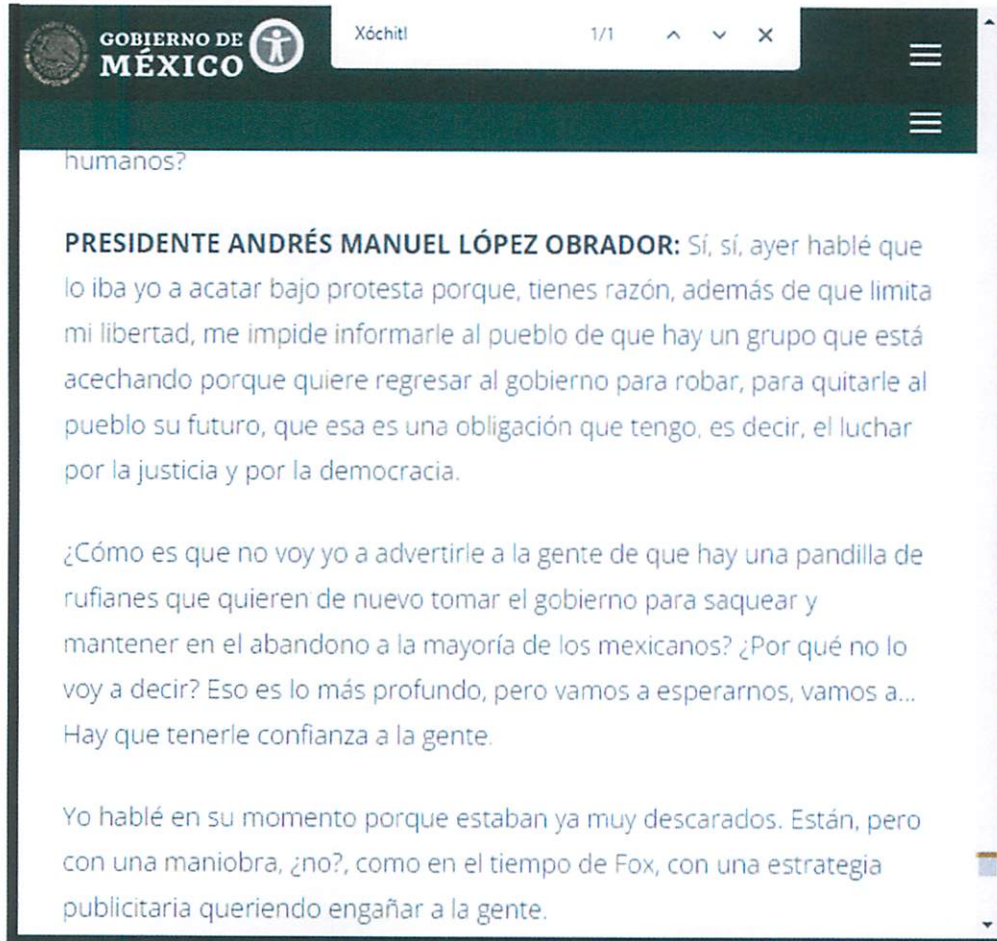 GOBIERNO DE
MÉXICO
Xóchitl 1/1
humanos?
PRESIDENTE ANDRÉS MANUEL LÓPEZ OBRADOR: Sí, sí, ayer hablé que
lo iba yo a acatar bajo protesta porque, tienes razón, además de que limita
mi libertad, me impide informarle al pueblo de que hay un grupo que está
acechando porque quiere regresar al gobierno para robar, para quitarle al
pueblo su futuro, que esa es una obligación que tengo, es decir, el luchar
por la justicia y por la democracia.
¿Cómo es que no voy yo a advertirle a la gente de que hay una pandilla de
rufianes que quieren de nuevo tomar el gobierno para saquear y
mantener en el abandono a la mayoría de los mexicanos? ¿Por qué no lo
voy a decir? Eso es lo más profundo, pero vamos a esperarnos, vamos a...
Hay que tenerle confianza a la gente.
Yo hablé en su momento porque estaban ya muy descarados. Están, pero
con una maniobra, ¿no?, como en el tiempo de Fox, con una estrategia
publicitaria queriendo engañar a la gente.